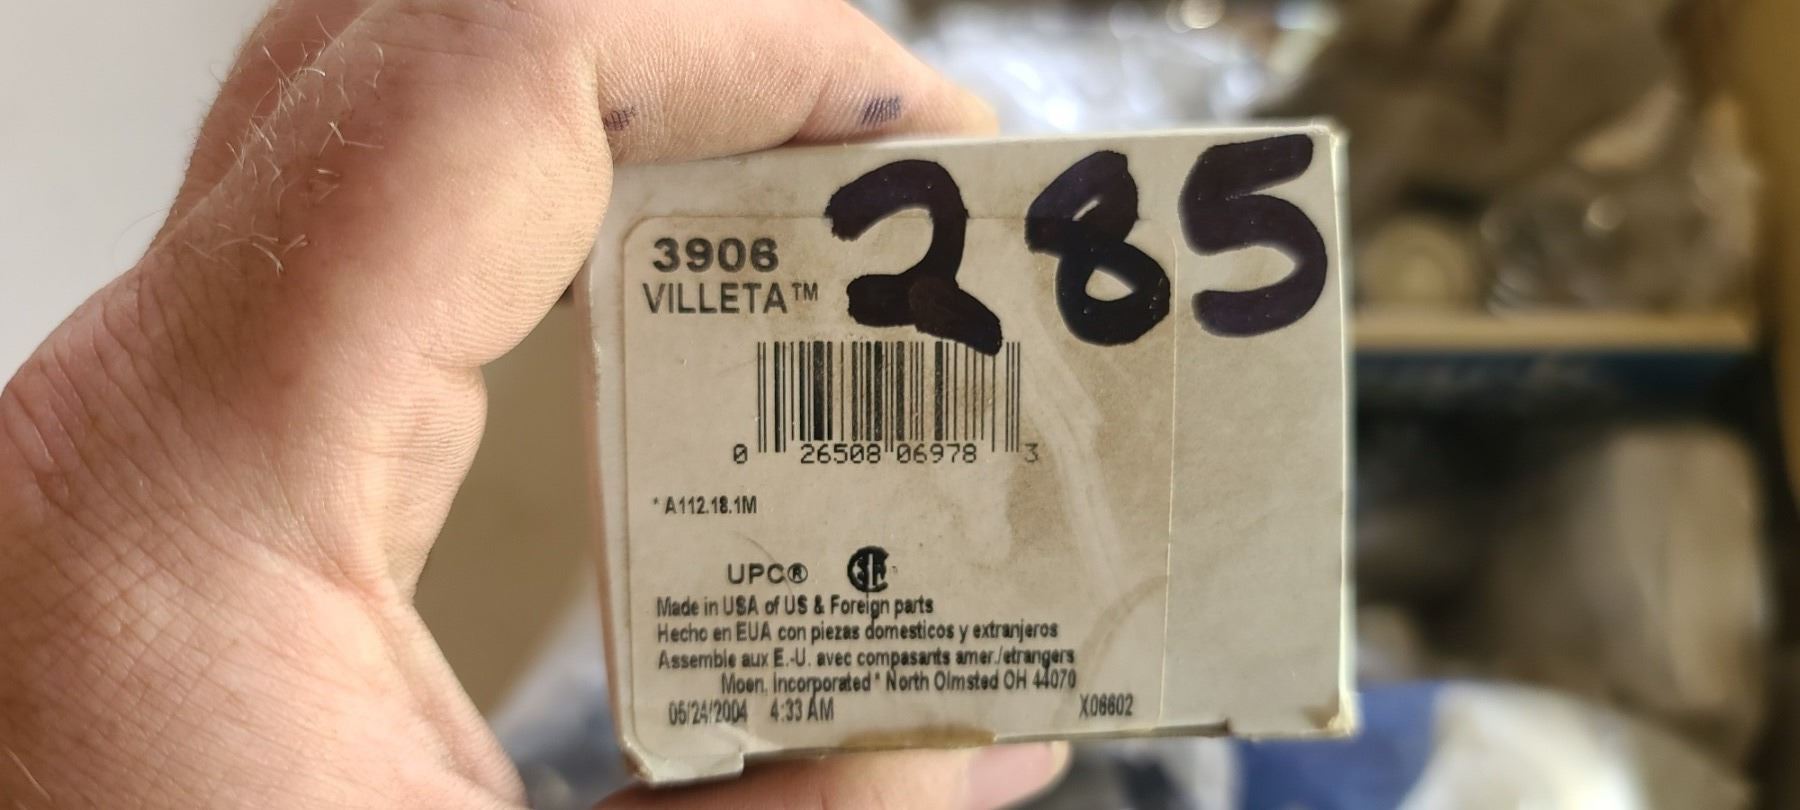 285
3906
VILLETA™
0 26508 06978 3
* A112.18.1M
UPC®
Made in USA of US & Foreign parts
Hecho en EUA con piezas domesticos y extranjeros
Assemble aux E.-U. avec compasants amer./etrangers
Moen, Incorporated * North Olmsted OH 44070
05/24/2004 4:33 AM X06602